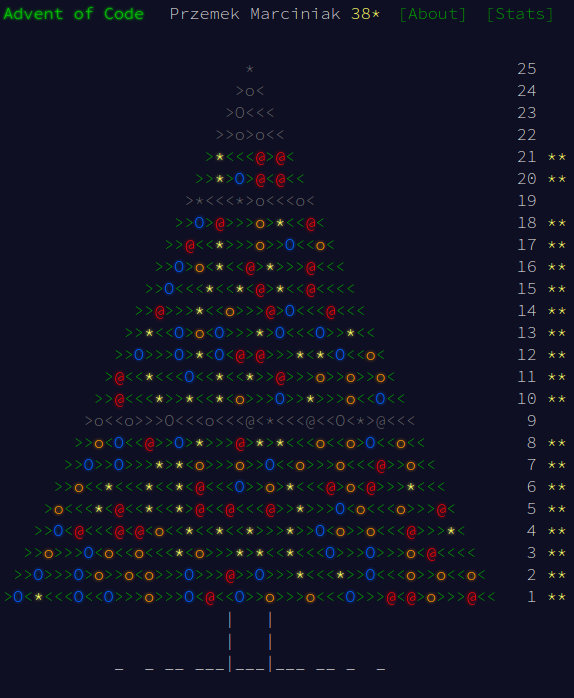 Advent of Code Przemek Marciniak 38* [About] [Stats]
* 25
>o< 24
>O<<< 23
>>o>o<< 22
>*<<<@>@< 21 **
>>*>O>@<@<< 20 **
>*<<<*>o<<<o< 19
>>O>@>>>o>*<<@< 18 **
>>@<<*>>>o>>O<<o< 17 **
>>O>o<*<<@>*>>>@<<< 16 **
>>O<<<*<<*<@>*<<@<<<< 15 **
>>@>>>*<<o>>>@>O<<<@<<< 14 **
>>*<<O>o<O>>>*>O<<<O>>*<< 13 **
>>O>>>O>*<O<@>@>>>*<*>O<<o< 12 **
>@<<*<<<O<<*<<*>>@>>>o>>o>>o< 11 **
>>@<<<*>>*<*<o>>>O>>*>>>o<<O<< 10 **
>o<<o>>>O<<<o<<<@<*<<<@<<O<*>@<<< 9
>>o<O<<@>>O>*>>>@>*>*<<<o<<o<O<<o<< 8 **
>>O>>O>>>*>*<o>>>o>>O<<o>>>o<<<@>>o<< 7 **
>>o<<*<<<*<<*<@<<<O>>o>*<<<@<o<@>>>*<<< 6 **
>o<<<*<@<<*<<*>@<<@<<<@>>*>>>O<o<<<o>>>@< 5 **
>>O<@<<<@<@<o<<*<<*<<<*>>>*>>O<o>>o<<<@>>>*< 4 **
>>o>>>O<o<<o<<<*<o>>>*>*<<*<<<O>>>O>>>o<@<<<< 3 **
>>O>>>O>o>>o<o>>>O>>>@>>O>>>*<<<*>>O<<<o>>o<<o< 2 **
>O<*<<<O<<O>>>o>>>O<@<<O>>o>>>o<<<O>>>@<@>o>>>@<< 1 **
| |
| |
_ _ __ ___|___|___ __ _ _